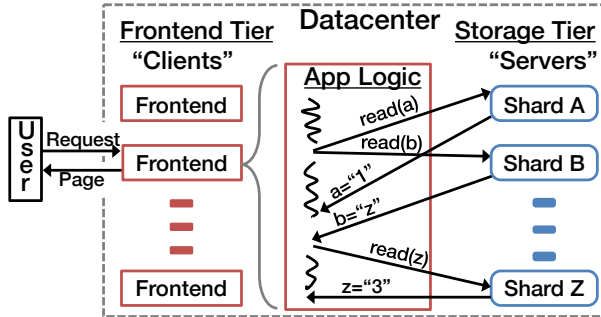 Datacenter
Frontend Tier
"Clients"
Storage Tier
"Servers"
App Logic
Frontend
Shard A
read(a)
User
Request
Page
Frontend
read(b)
Shard B
a="1"
b="z"
read(z)
Frontend
z="3"
Shard Z